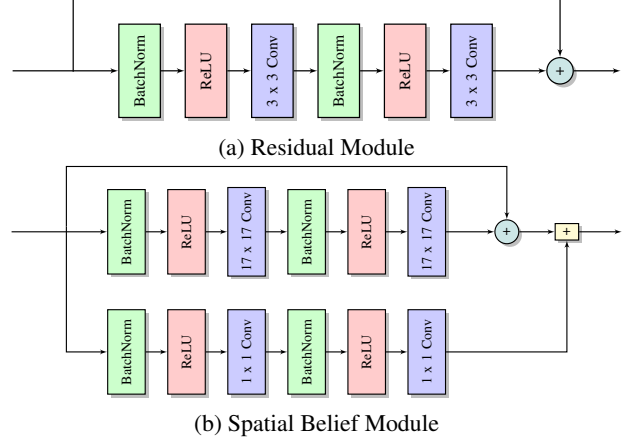 BatchNorm
ReLU
3 x 3 Conv
BatchNorm
ReLU
3 x 3 Conv
+
(a) Residual Module
BatchNorm
ReLU
17 x 17 Conv
BatchNorm
ReLU
17 x 17 Conv
+
+
BatchNorm
ReLU
1 x 1 Conv
BatchNorm
ReLU
1 x 1 Conv
(b) Spatial Belief Module